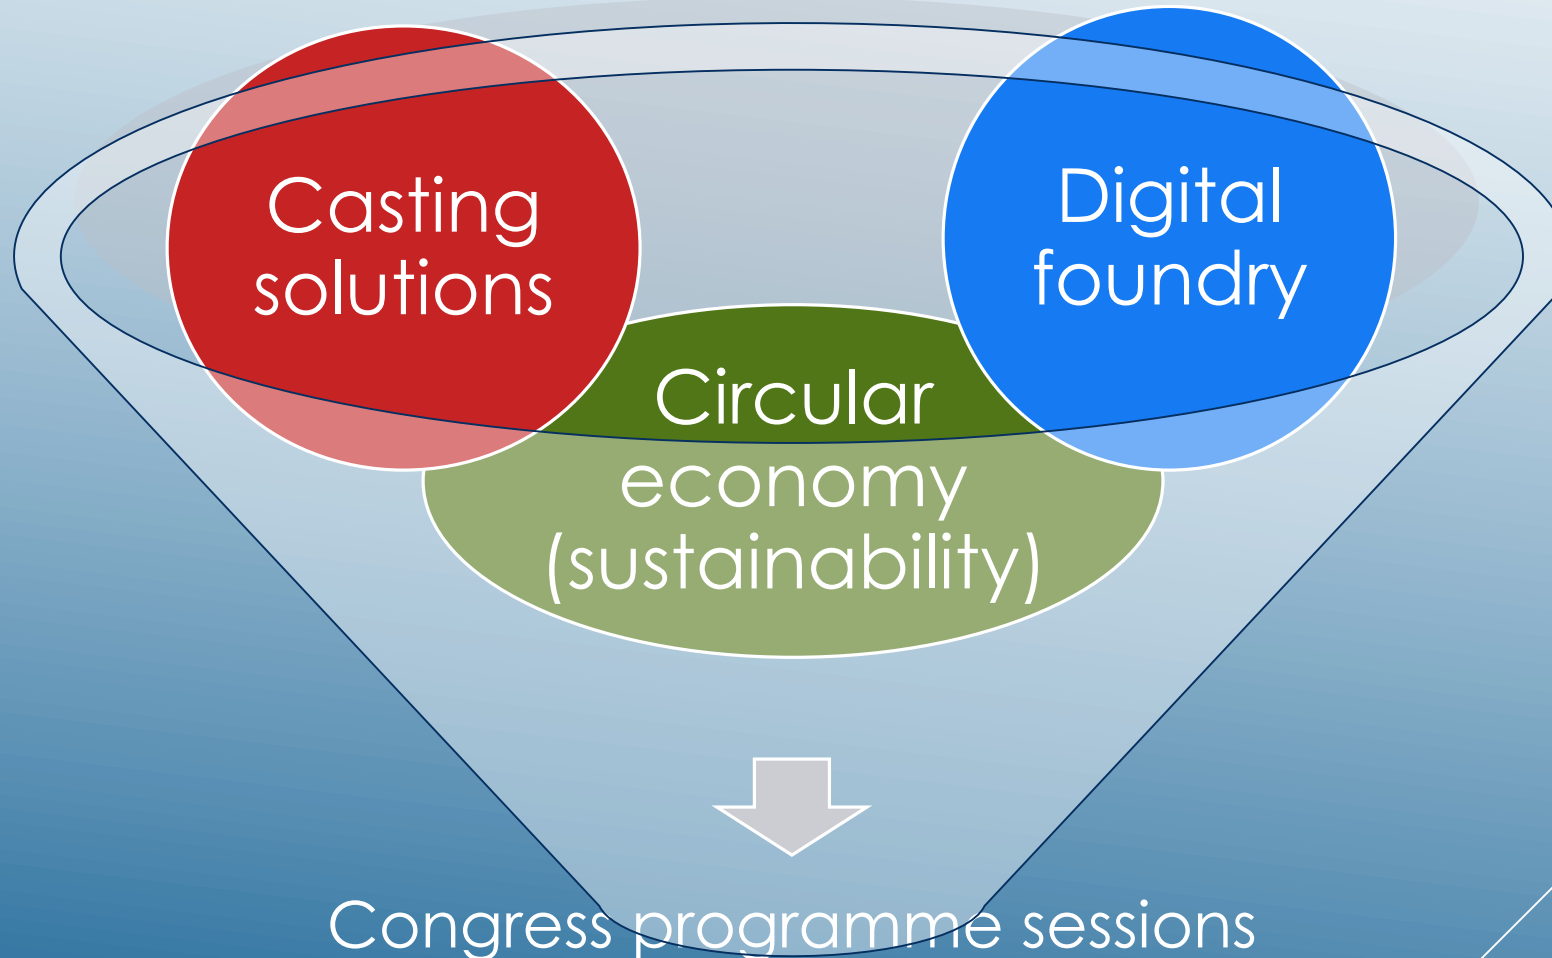 Casting
solutions
Digital
foundry
Circular
economy
(sustainability)
Congress programme sessions